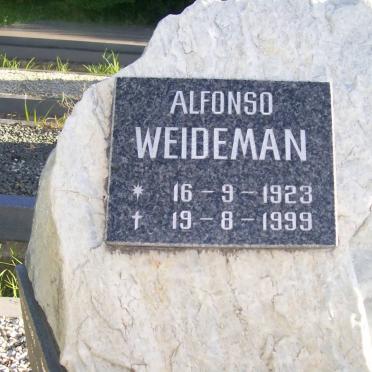 ALFONSO
WEIDEMAN
* 16-9-1923
† 19-8-1999